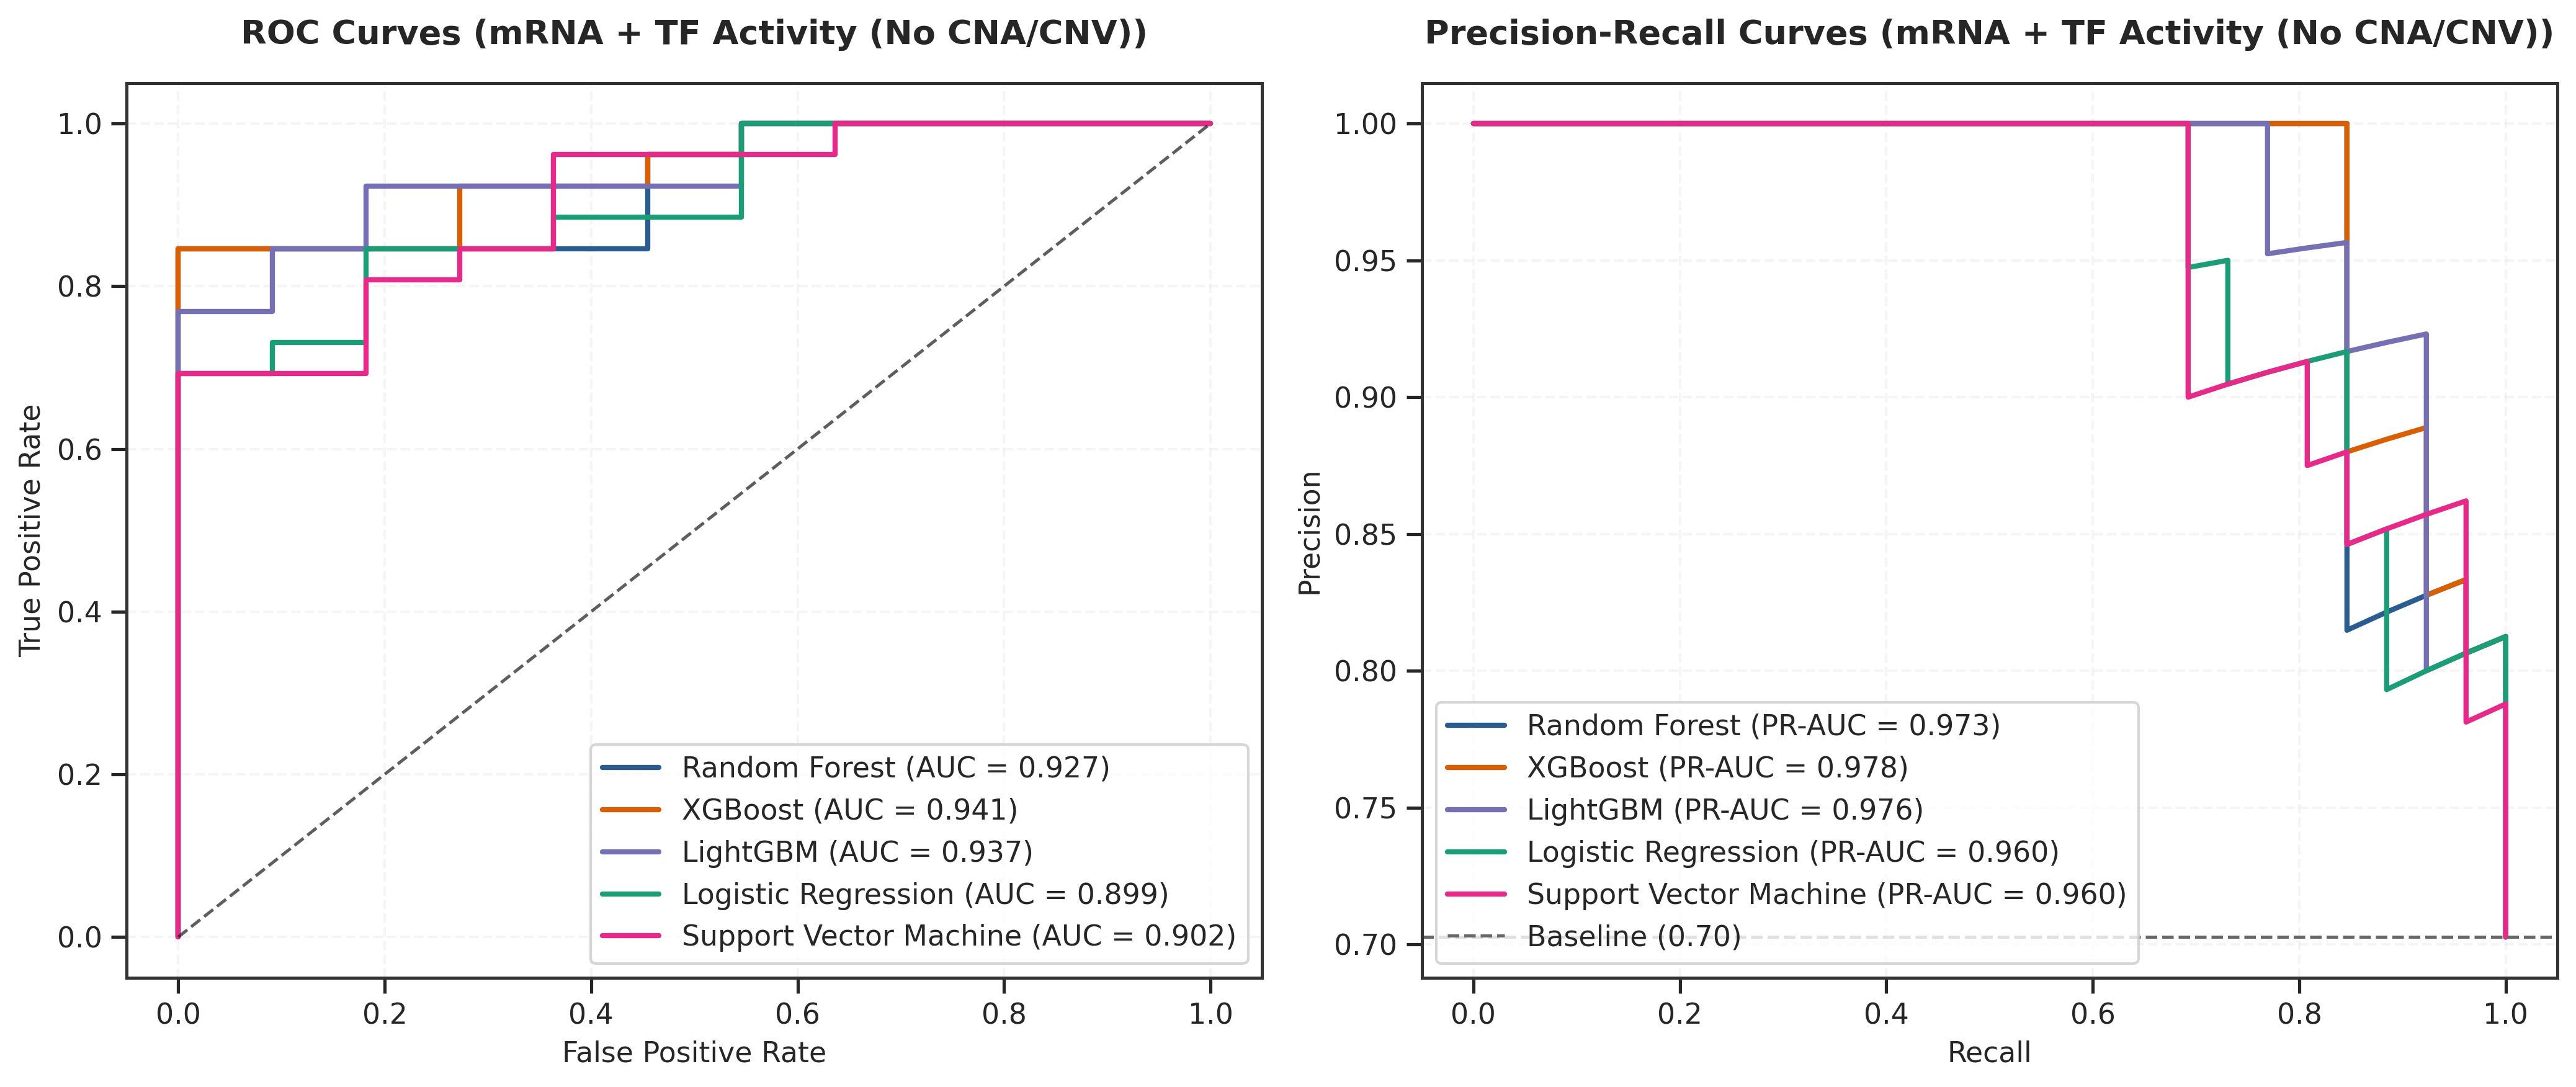 ROC Curves (mRNA + TF Activity (No CNA/CNV))
True Positive Rate
1.0
0.8
0.6
0.4
0.2
0.0
Random Forest (AUC = 0.927)
XGBoost (AUC = 0.941)
LightGBM (AUC = 0.937)
Logistic Regression (AUC = 0.899)
Support Vector Machine (AUC = 0.902)
0.0 0.2 0.4 0.6 0.8 1.0
False Positive Rate
Precision-Recall Curves (mRNA + TF Activity (No CNA/CNV))
Precision
1.00
0.95
0.90
0.85
0.80
0.75
0.70
Random Forest (PR-AUC = 0.973)
XGBoost (PR-AUC = 0.978)
LightGBM (PR-AUC = 0.976)
Logistic Regression (PR-AUC = 0.960)
Support Vector Machine (PR-AUC = 0.960)
Baseline (0.70)
0.0 0.2 0.4 0.6 0.8 1.0
Recall